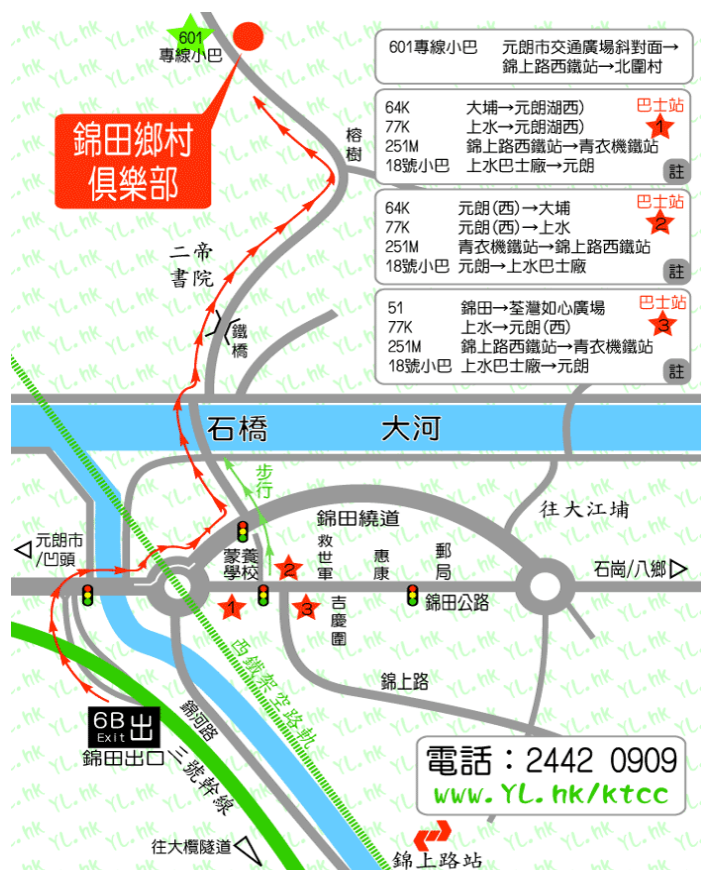 601
專線小巴
錦田鄉村
俱樂部
601專線小巴 元朗市交通廣場斜對面→
錦上路西鐵站→北圍村
64K 大埔→元朗湖西)
77K 上水→元朗湖西)
251M 錦上路西鐵站→青衣機鐵站
18號小巴 上水巴士廠→元朗
巴士站
1
註
64K 元朗(西)→大埔
77K 元朗(西)→上水
251M 青衣機鐵站→錦上路西鐵站
18號小巴 元朗→上水巴士廠
巴士站
2
註
51 錦田→荃灣如心廣場
77K 上水→元朗(西)
251M 錦上路西鐵站→青衣機鐵站
18號小巴 上水巴士廠→元朗
巴士站
3
註
榕樹
二帝
書院
鐵橋
石橋 大河
步行
錦田繞道
往大江埔
元朗市
/凹頭
蒙養
學校
救世軍
惠康
郵局
石崗/八鄉
1
2
3
吉慶圍
錦田公路
錦上路
西鐵架空路軌
錦河路
6B
Exit
出
錦田出口
三號幹線
往大欖隧道
電話：2442 0909
www.YL.hk/ktcc
錦上路站
YL.hk